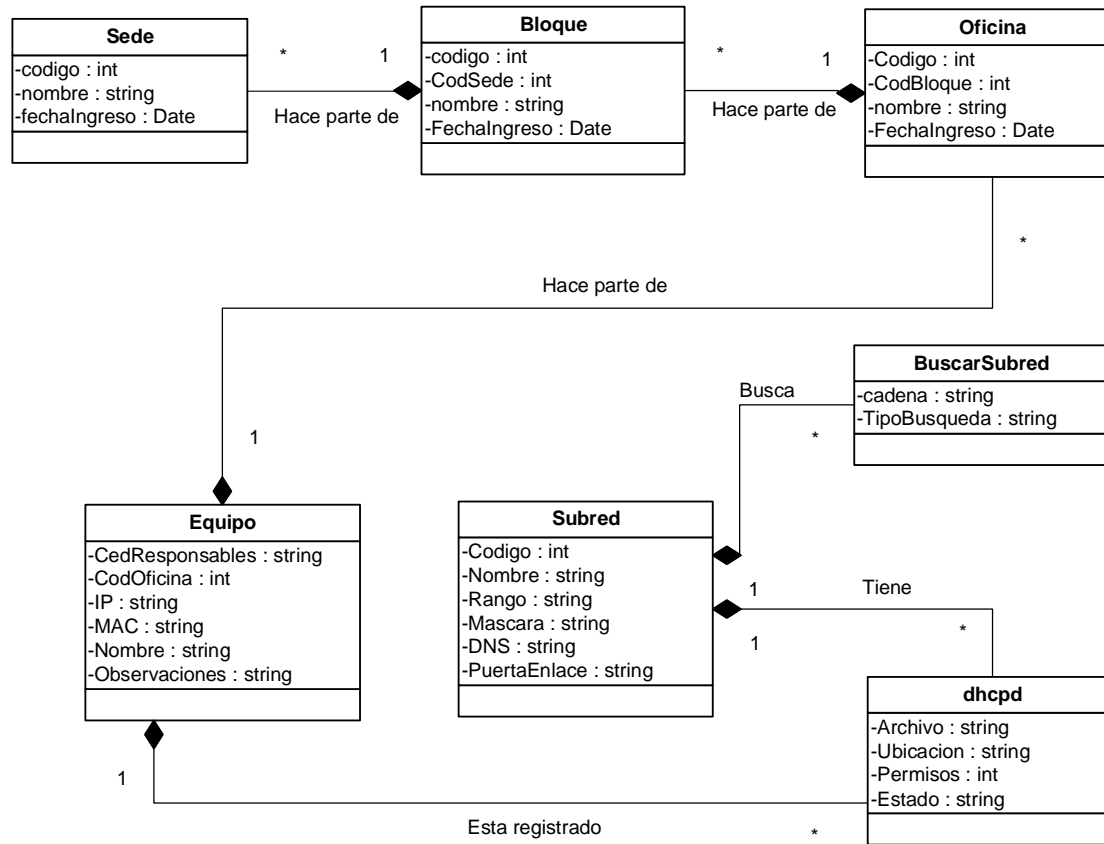 Sede
-codigo : int
-nombre : string
-fechaIngreso : Date
*
1
Hace parte de
Bloque
-codigo : int
-CodSede : int
-nombre : string
-FechaIngreso : Date
*
1
Hace parte de
Oficina
-Codigo : int
-CodBloque : int
-nombre : string
-FechaIngreso : Date
*
Hace parte de
1
BuscarSubred
-cadena : string
-TipoBusqueda : string
Busca
*
Equipo
-CedResponsables : string
-CodOficina : int
-IP : string
-MAC : string
-Nombre : string
-Observaciones : string
Subred
-Codigo : int
-Nombre : string
-Rango : string
-Mascara : string
-DNS : string
-PuertaEnlace : string
1
Tiene
1
*
dhcpd
-Archivo : string
-Ubicacion : string
-Permisos : int
-Estado : string
1
Esta registrado
*